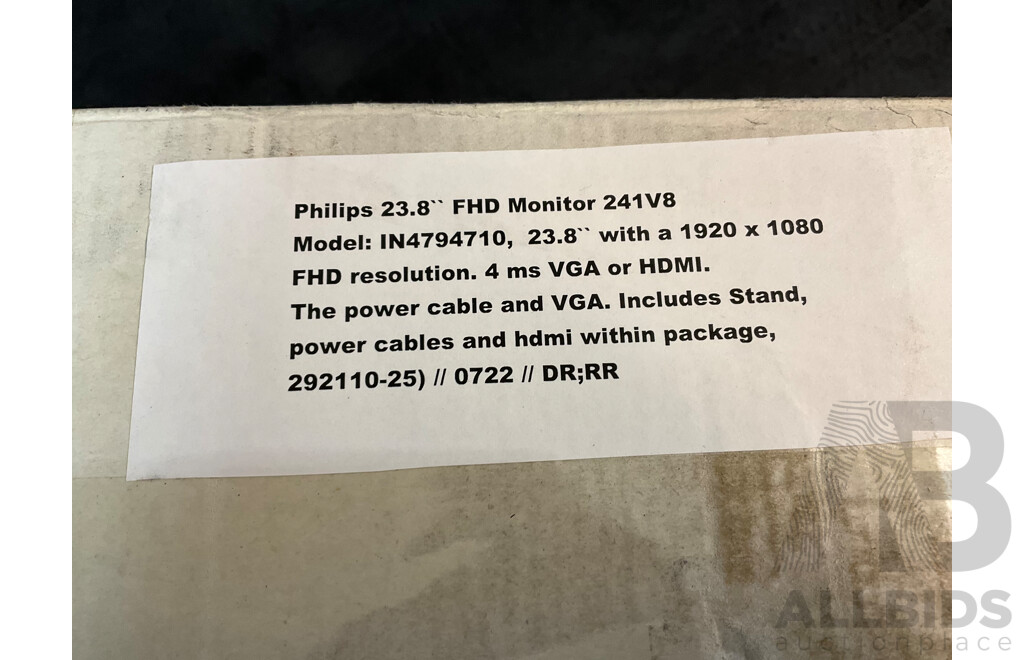 Philips 23.8`` FHD Monitor 241V8
Model: IN4794710, 23.8`` with a 1920 x 1080
FHD resolution. 4 ms VGA or HDMI.
The power cable and VGA. Includes Stand,
power cables and hdmi within package,
292110-25) // 0722 // DR;RR
AB
ALLBIDS
auctionplace